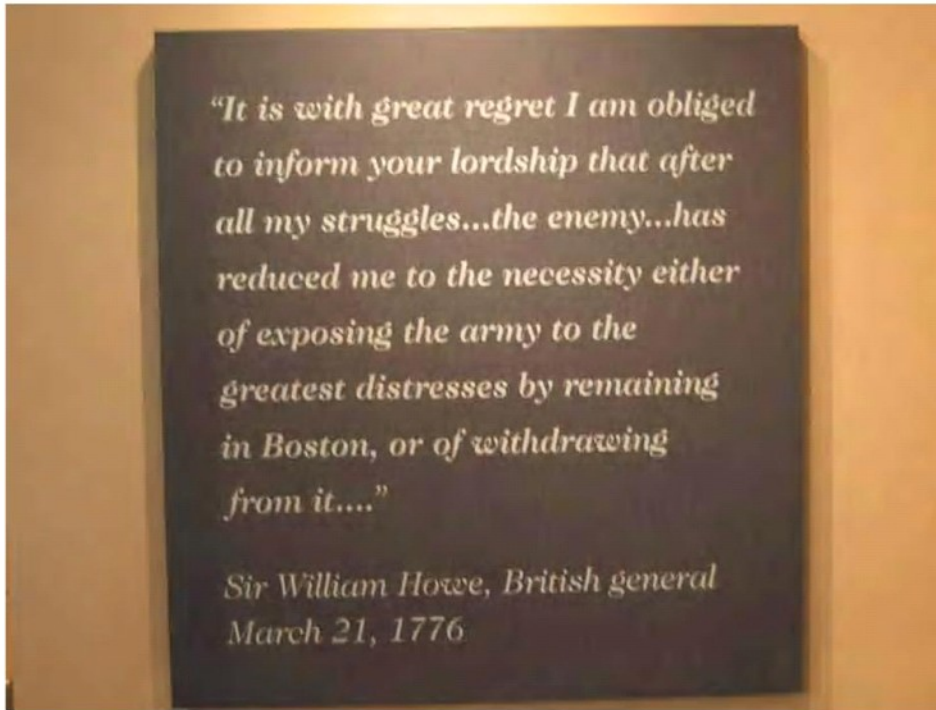 “It is with great regret I am obliged
to inform your lordship that after
all my struggles...the enemy...has
reduced me to the necessity either
of exposing the army to the
greatest distresses by remaining
in Boston, or of withdrawing
from it....”
Sir William Howe, British general
March 21, 1776